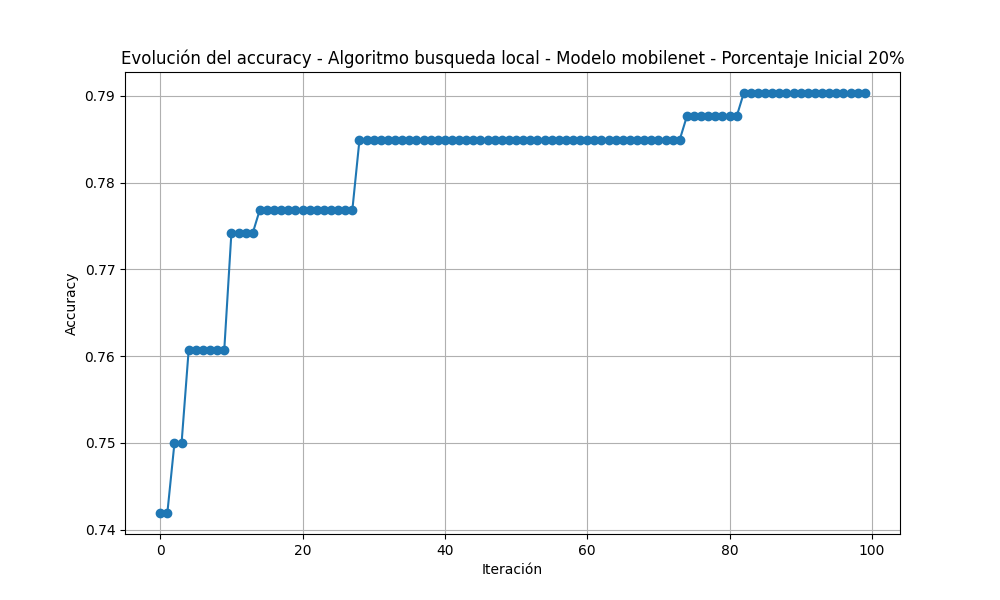 Evolución del accuracy - Algoritmo busqueda local - Modelo mobilenet - Porcentaje Inicial 20%
0.79
0.78
0.77
0.76
0.75
0.74
Accuracy
0 20 40 60 80 100
Iteración